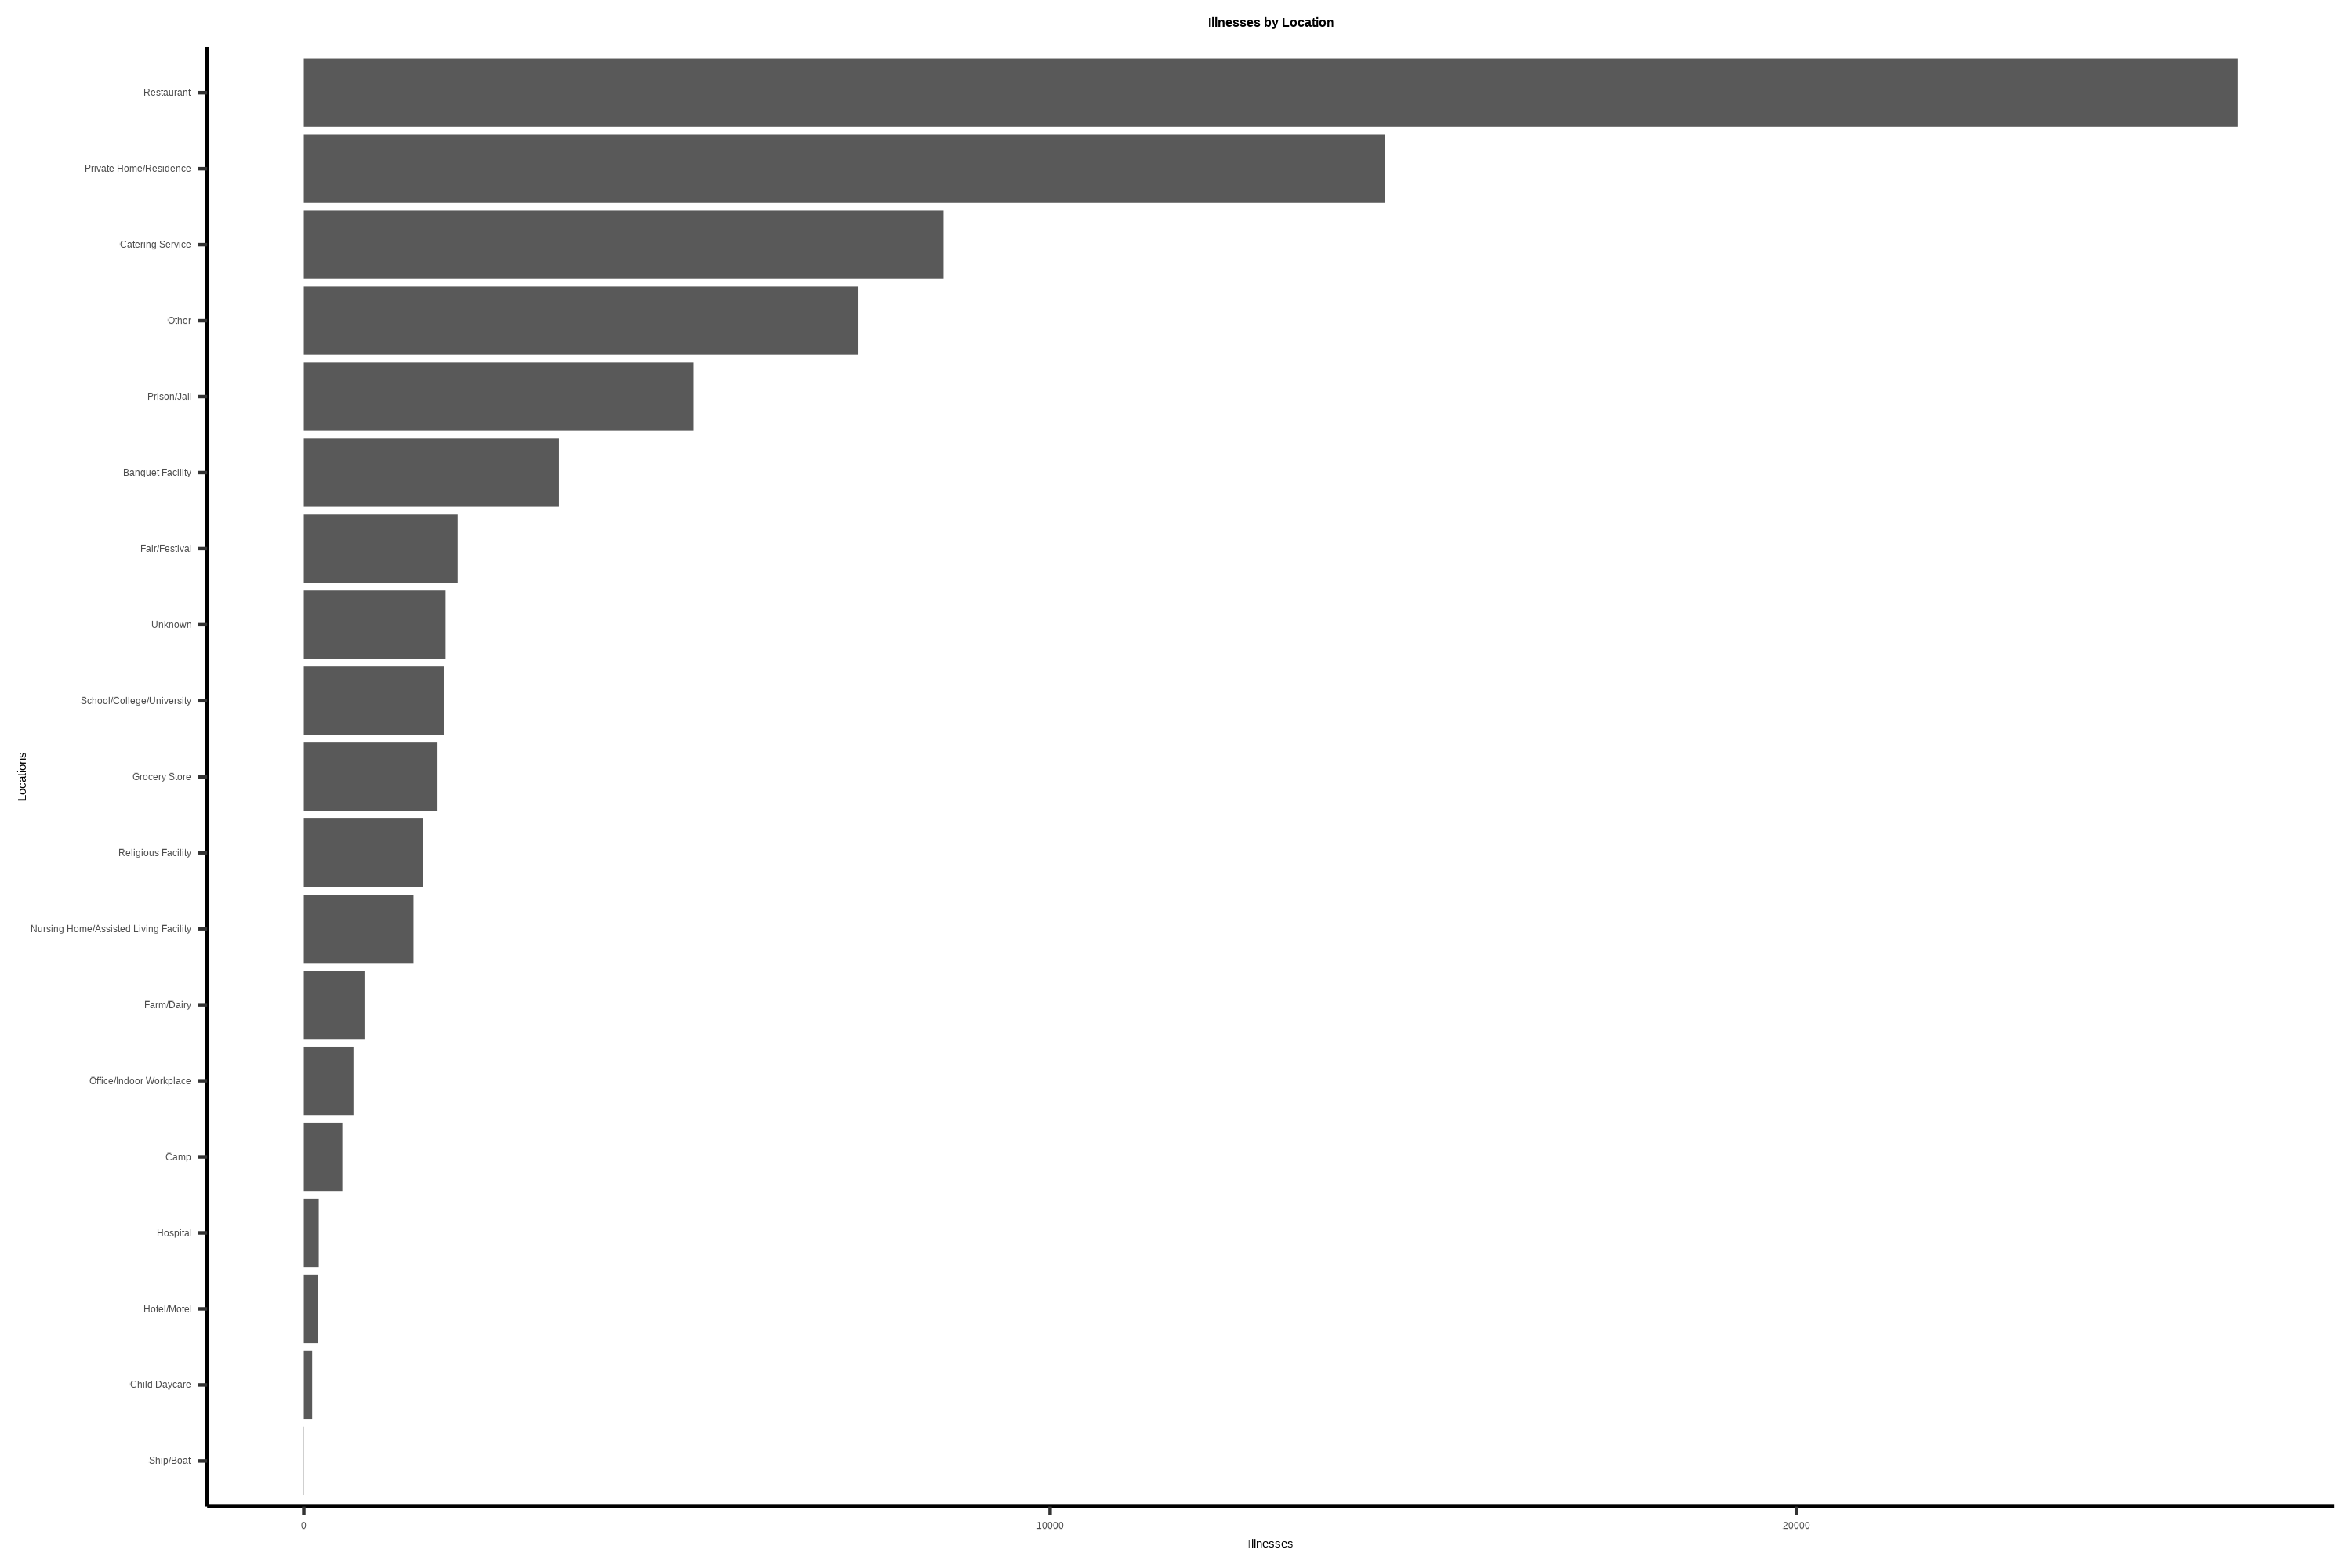 Illnesses by Location
Restaurant
Private Home/Residence
Catering Service
Other
Prison/Jail
Banquet Facility
Fair/Festival
Unknown
School/College/University
Grocery Store
Religious Facility
Nursing Home/Assisted Living Facility
Farm/Dairy
Office/Indoor Workplace
Camp
Hospital
Hotel/Motel
Child Daycare
Ship/Boat
Locations
0 10000 20000
Illnesses